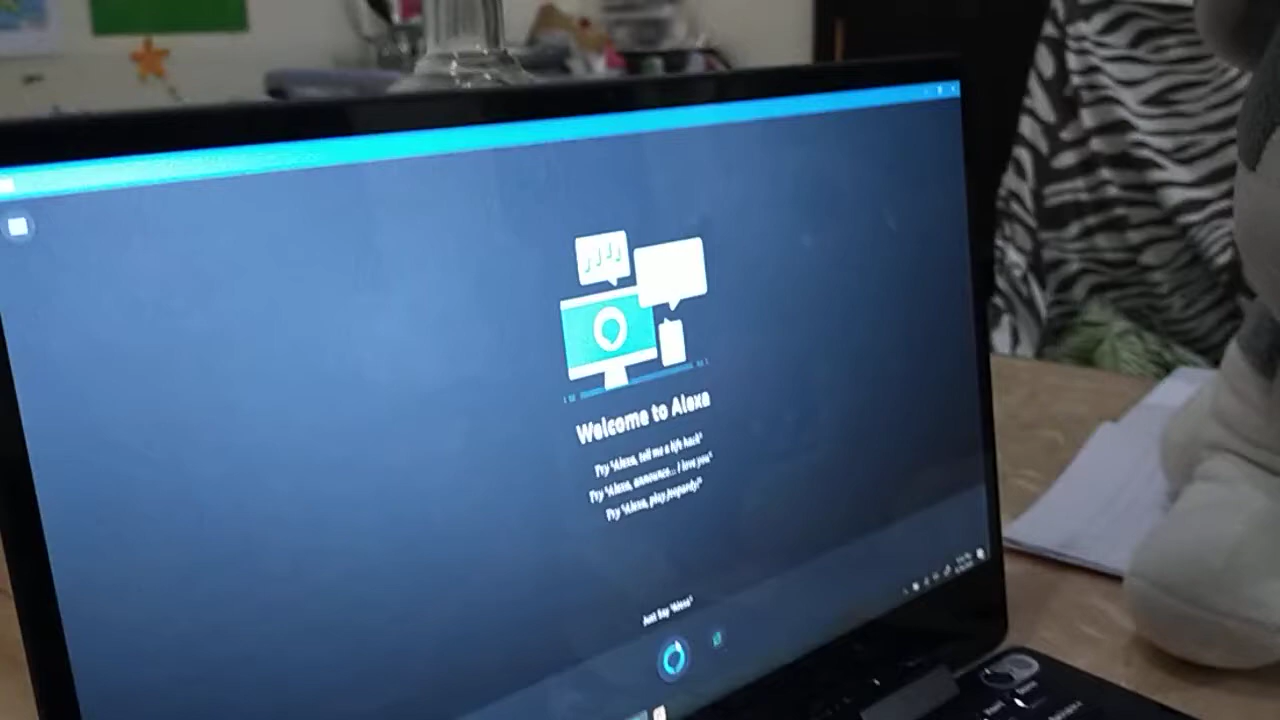 Welcome to Alexa
Try "Alexa, tell me a life hack"
Try "Alexa, announce... I love you"
Try "Alexa, play Jeopardy!"
Just Say "Alexa"